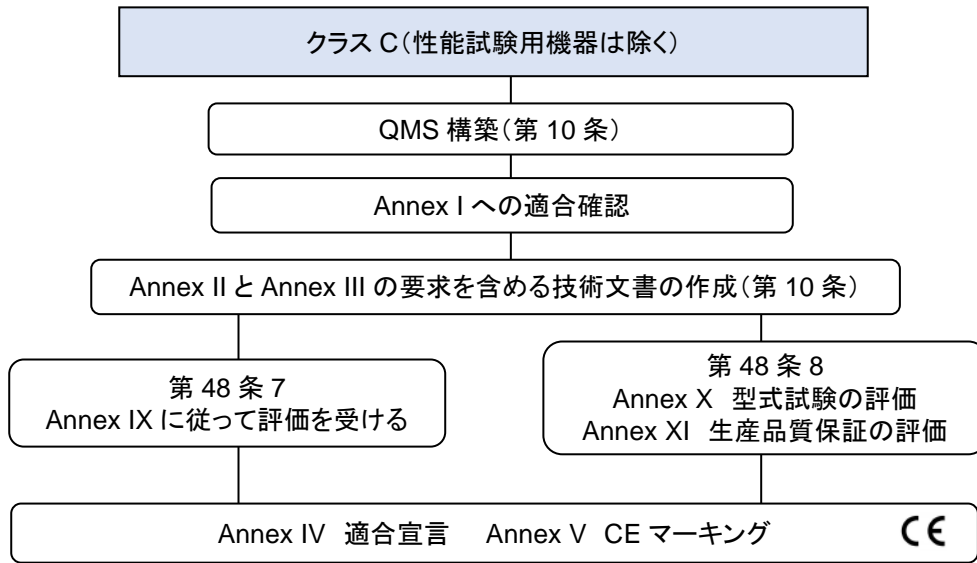 クラス C(性能試験用機器は除く)
QMS 構築(第 10 条)
Annex I への適合確認
Annex II と Annex III の要求を含める技術文書の作成(第 10 条)
第 48 条 7
Annex IX に従って評価を受ける
第 48 条 8
Annex X 型式試験の評価
Annex XI 生産品質保証の評価
Annex IV 適合宣言 Annex V CE マーキング CE